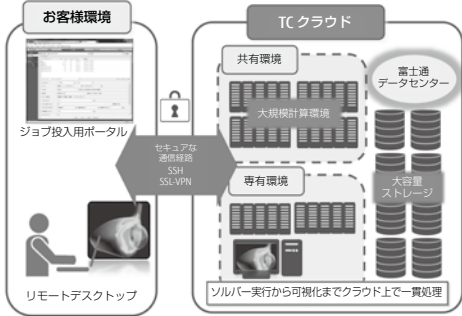 お客様環境
ジョブ投入用ポータル
リモートデスクトップ
セキュアな
通信経路
SSH
SSL-VPN
TC クラウド
共有環境
大規模計算環境
専有環境
富士通
データセンター
大容量
ストレージ
ソルバー実行から可視化までクラウド上で一貫処理